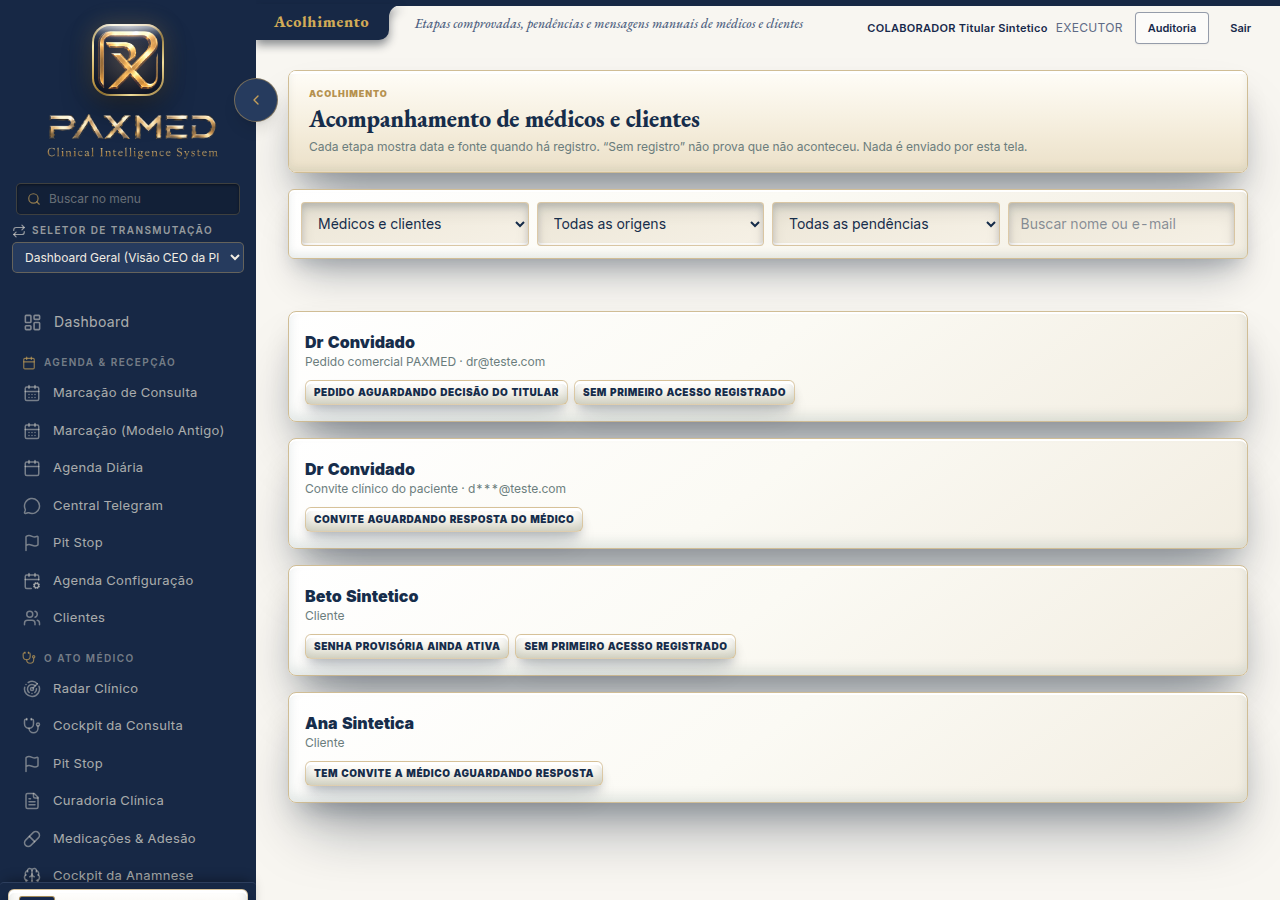 PAXMED
Clinical Intelligence System
Buscar no menu
SELETOR DE TRANSMUTAÇÃO
Dashboard Geral (Visão CEO da Pl
Dashboard
AGENDA & RECEPÇÃO
Marcação de Consulta
Marcação (Modelo Antigo)
Agenda Diária
Central Telegram
Pit Stop
Agenda Configuração
Clientes
O ATO MÉDICO
Radar Clínico
Cockpit da Consulta
Pit Stop
Curadoria Clínica
Medicações & Adesão
Cockpit da Anamnese
Acolhimento
Etapas comprovadas, pendências e mensagens manuais de médicos e clientes
COLABORADOR Titular Sintetico EXECUTOR Auditoria Sair
ACOLHIMENTO
Acompanhamento de médicos e clientes
Cada etapa mostra data e fonte quando há registro. “Sem registro” não prova que não aconteceu. Nada é enviado por esta tela.
Médicos e clientes Todas as origens Todas as pendências Buscar nome ou e-mail
Dr Convidado
Pedido comercial PAXMED · dr@teste.com
PEDIDO AGUARDANDO DECISÃO DO TITULAR SEM PRIMEIRO ACESSO REGISTRADO
Dr Convidado
Convite clínico do paciente · d***@teste.com
CONVITE AGUARDANDO RESPOSTA DO MÉDICO
Beto Sintetico
Cliente
SENHA PROVISÓRIA AINDA ATIVA SEM PRIMEIRO ACESSO REGISTRADO
Ana Sintetica
Cliente
TEM CONVITE A MÉDICO AGUARDANDO RESPOSTA